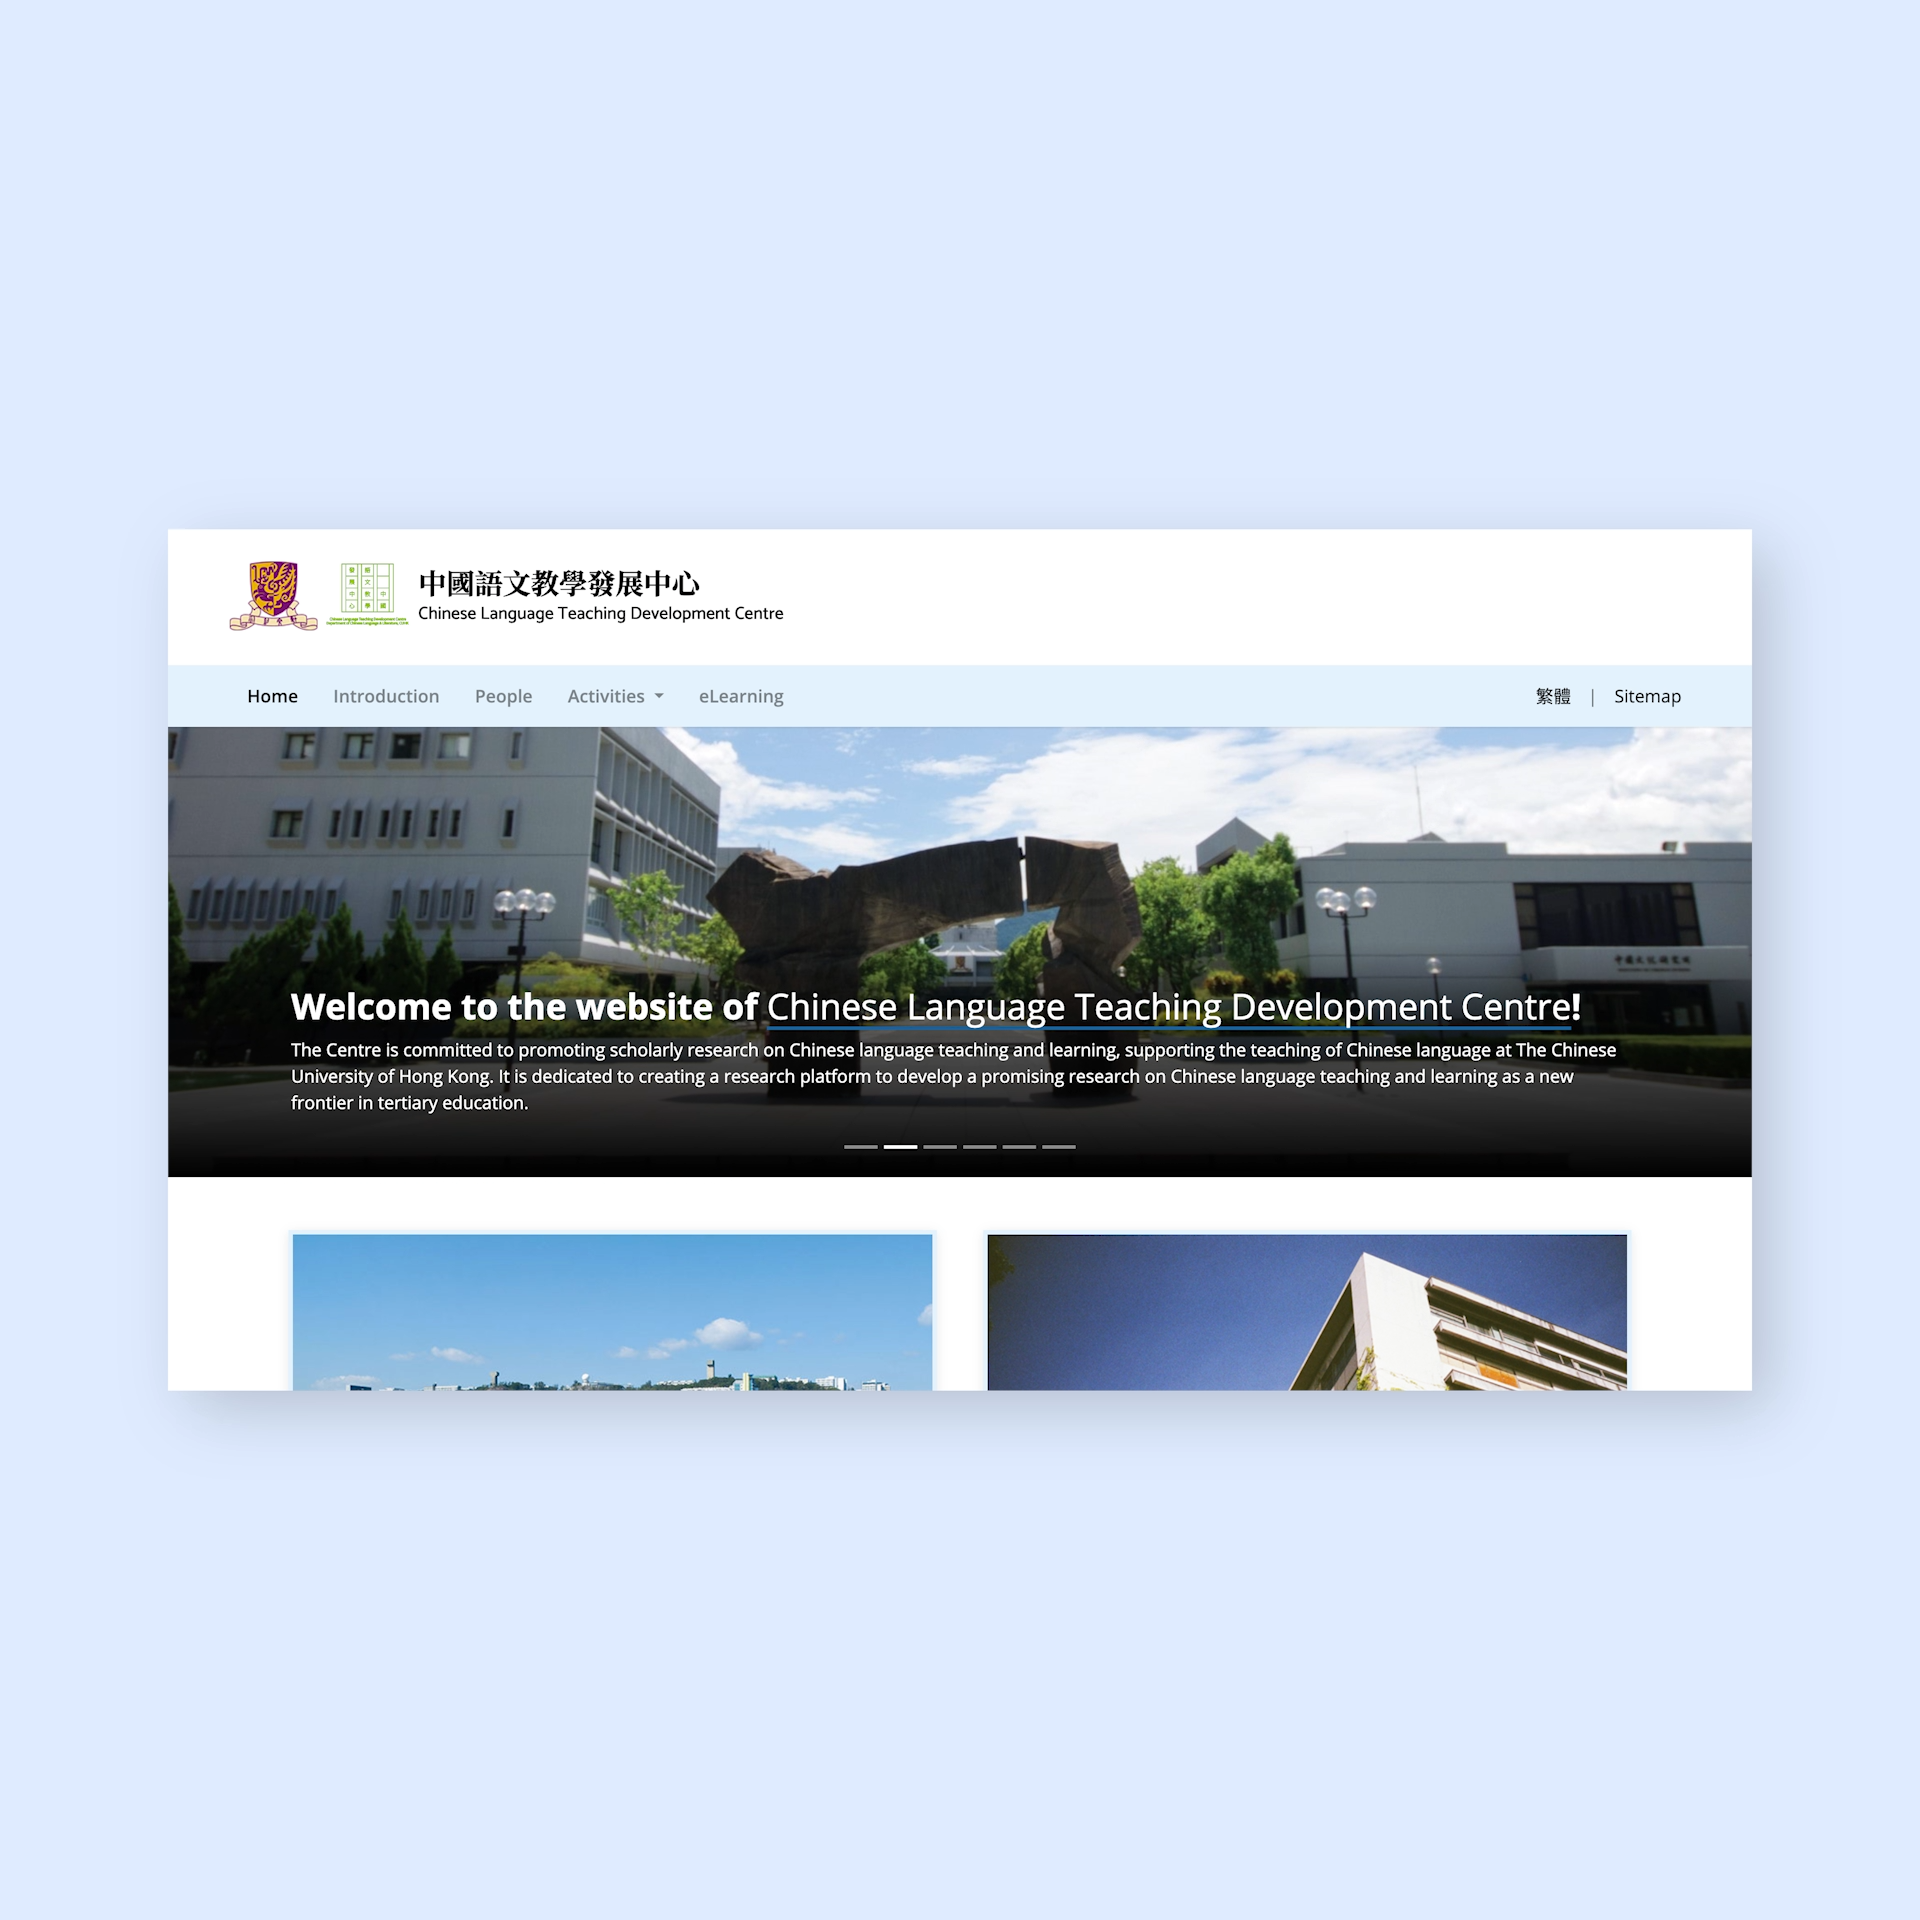 中國語文教學發展中心
Chinese Language Teaching Development Centre
Home
Introduction
People
Activities
eLearning
繁體 | Sitemap
Welcome to the website of Chinese Language Teaching Development Centre!
The Centre is committed to promoting scholarly research on Chinese language teaching and learning, supporting the teaching of Chinese language at The Chinese
University of Hong Kong. It is dedicated to creating a research platform to develop a promising research on Chinese language teaching and learning as a new
frontier in tertiary education.